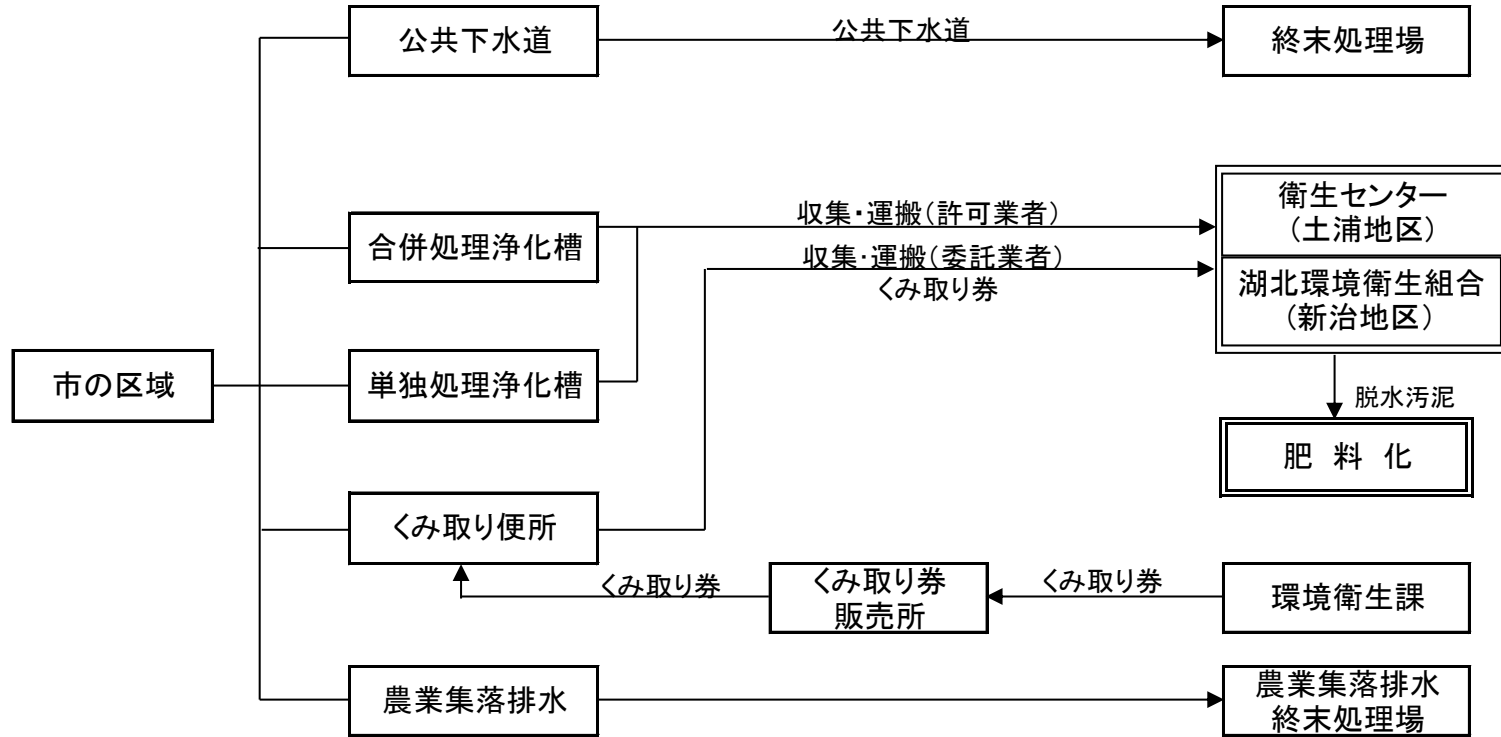 公共下水道
公共下水道
終末処理場
合併処理浄化槽
収集・運搬(許可業者)
衛生センター
(土浦地区)
収集・運搬(委託業者)
くみ取り券
湖北環境衛生組合
(新治地区)
市の区域
単独処理浄化槽
脱水汚泥
肥 料 化
くみ取り便所
くみ取り券
くみ取り券
販売所
くみ取り券
環境衛生課
農業集落排水
農業集落排水
終末処理場